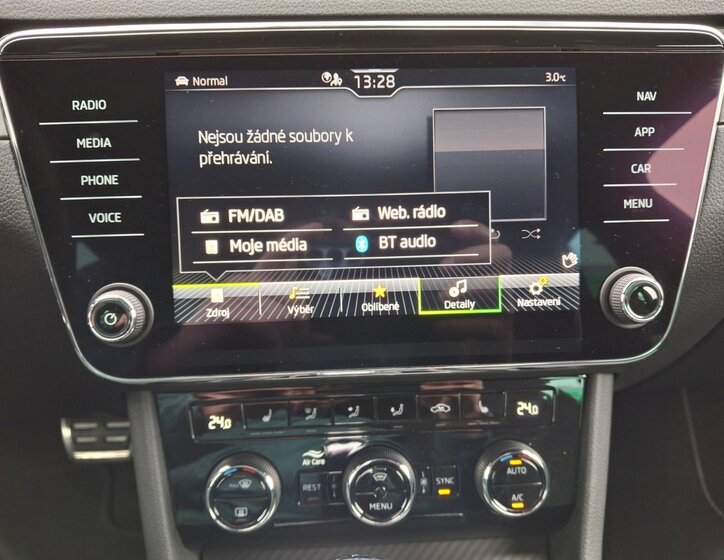 Normal
13:28
3.0°C
RADIO
MEDIA
PHONE
VOICE
NAV
APP
CAR
MENU
Nejsou žádné soubory k
přehrávání.
FM/DAB
Web. rádio
Moje média
BT audio
Zdroj
Výběr
Oblíbené
Detaily
Nastavení
24.0
24.0
Air Care
REST
MENU
SYNC
AUTO
A/C